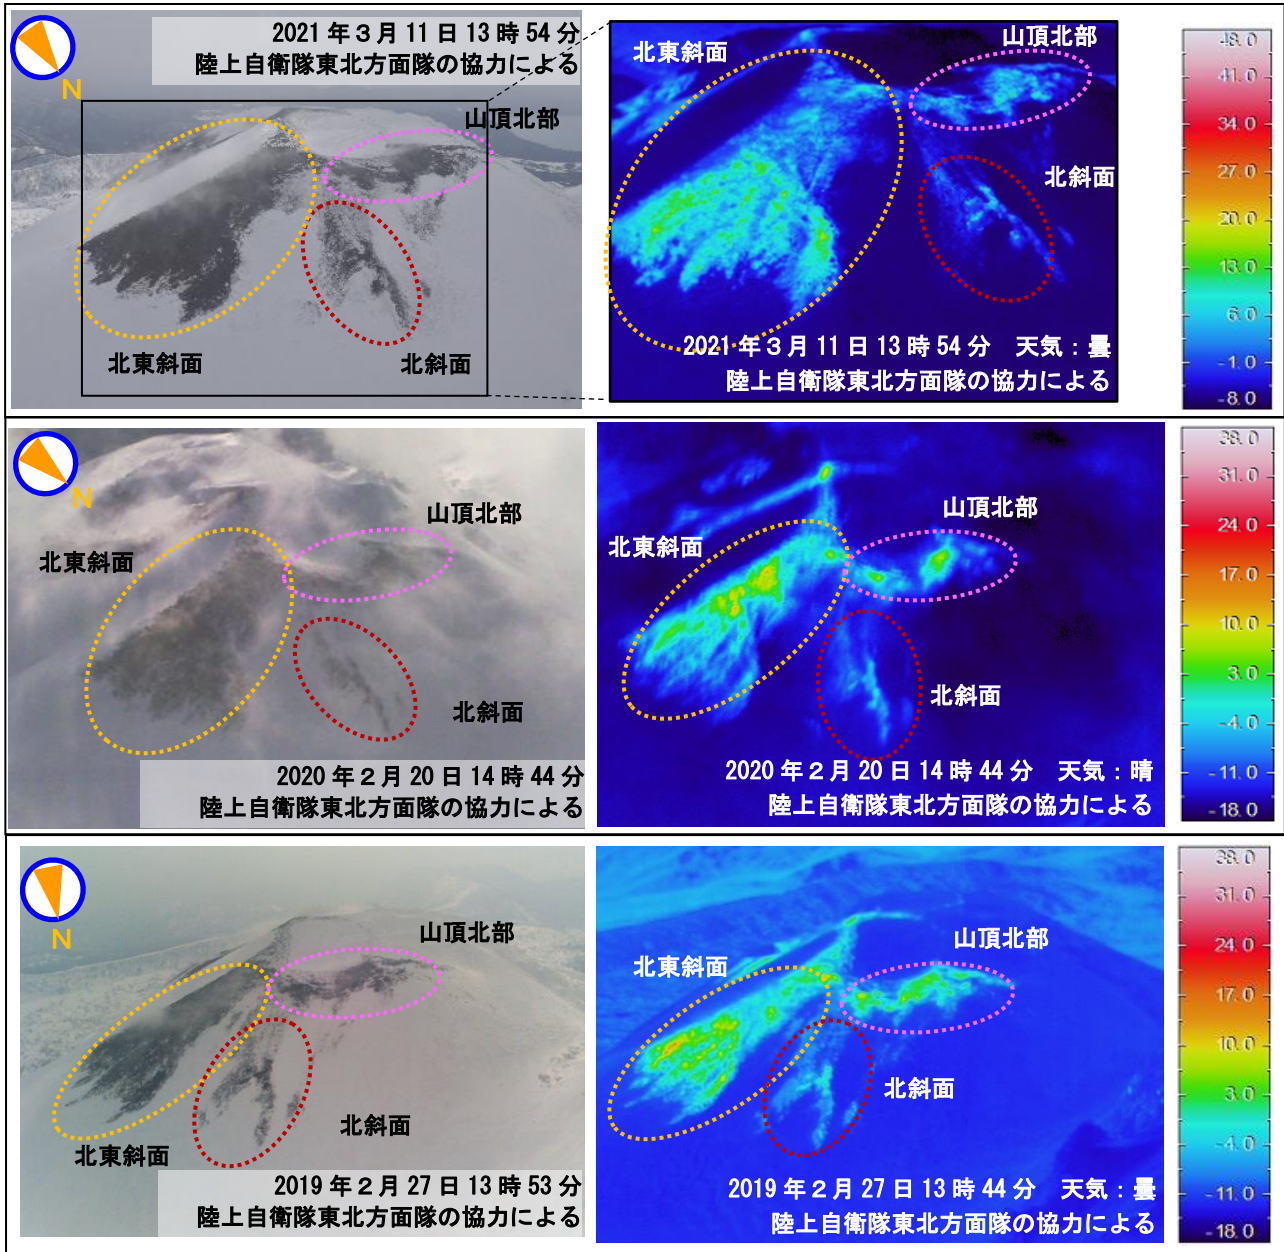 2021年3月11日13時54分
陸上自衛隊東北方面隊の協力による
N
山頂北部
北東斜面
北斜面
北東斜面
山頂北部
北斜面
2021年3月11日13時54分　天気：曇
陸上自衛隊東北方面隊の協力による
48.0
41.0
34.0
27.0
20.0
13.0
6.0
-1.0
-8.0
N
山頂北部
北東斜面
北斜面
2020年2月20日14時44分
陸上自衛隊東北方面隊の協力による
山頂北部
北東斜面
北斜面
2020年2月20日14時44分　天気：晴
陸上自衛隊東北方面隊の協力による
38.0
31.0
24.0
17.0
10.0
3.0
-4.0
-11.0
-18.0
N
山頂北部
北斜面
北東斜面
2019年2月27日13時53分
陸上自衛隊東北方面隊の協力による
山頂北部
北東斜面
北斜面
2019年2月27日13時44分　天気：曇
陸上自衛隊東北方面隊の協力による
38.0
31.0
24.0
17.0
10.0
3.0
-4.0
-11.0
-18.0